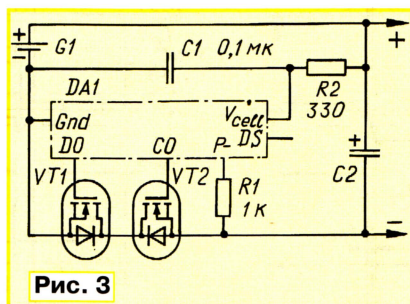 +
G1
−
C1 0,1 мк
+
DA1
R2
330
Gnd
Vcell
DO
CO
P-
DS
+
C2
VT1
VT2
R1
1 к
−
Рис. 3